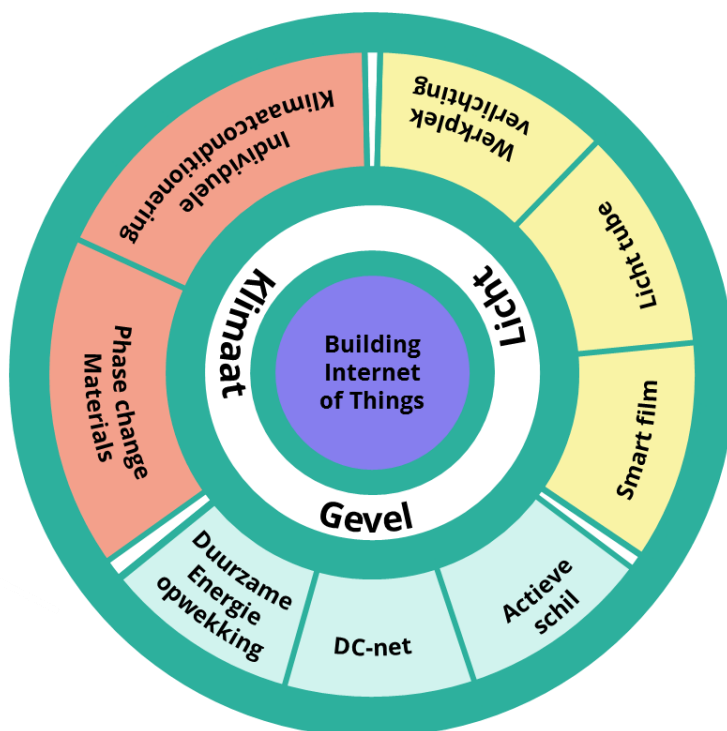 Building
Internet
of Things
Klimaat
Licht
Gevel
Individuele
Klimaatconditionering
Phase change
Materials
Werkplek
verlichting
Licht tube
Smart film
Actieve
schil
DC-net
Duurzame
Energie
opwekking